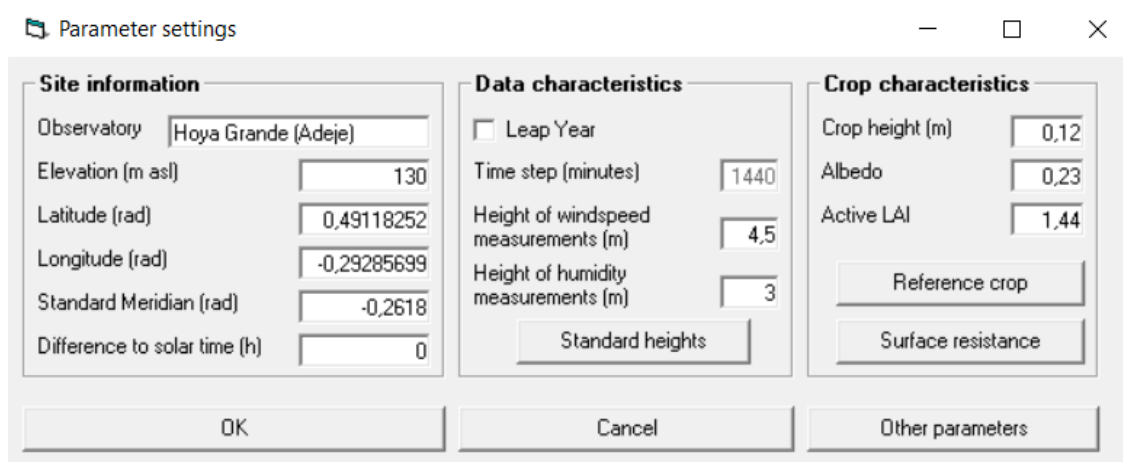 Parameter settings
Site information
Observatory Hoya Grande (Adeje)
Elevation (m asl) 130
Latitude (rad) 0,49118252
Longitude (rad) -0,29285699
Standard Meridian (rad) -0,2618
Difference to solar time (h) 0
Data characteristics
Leap Year
Time step (minutes) 1440
Height of windspeed
measurements (m) 4,5
Height of humidity
measurements (m) 3
Standard heights
Crop characteristics
Crop height (m) 0,12
Albedo 0,23
Active LAI 1,44
Reference crop
Surface resistance
OK
Cancel
Other parameters